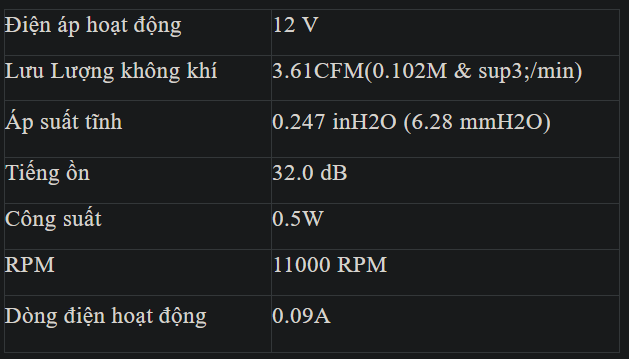 Điện áp hoạt động 12 V
Lưu Lượng không khí 3.61CFM(0.102M & sup3;/min)
Áp suất tĩnh 0.247 inH2O (6.28 mmH2O)
Tiếng ồn 32.0 dB
Công suất 0.5W
RPM 11000 RPM
Dòng điện hoạt động 0.09A